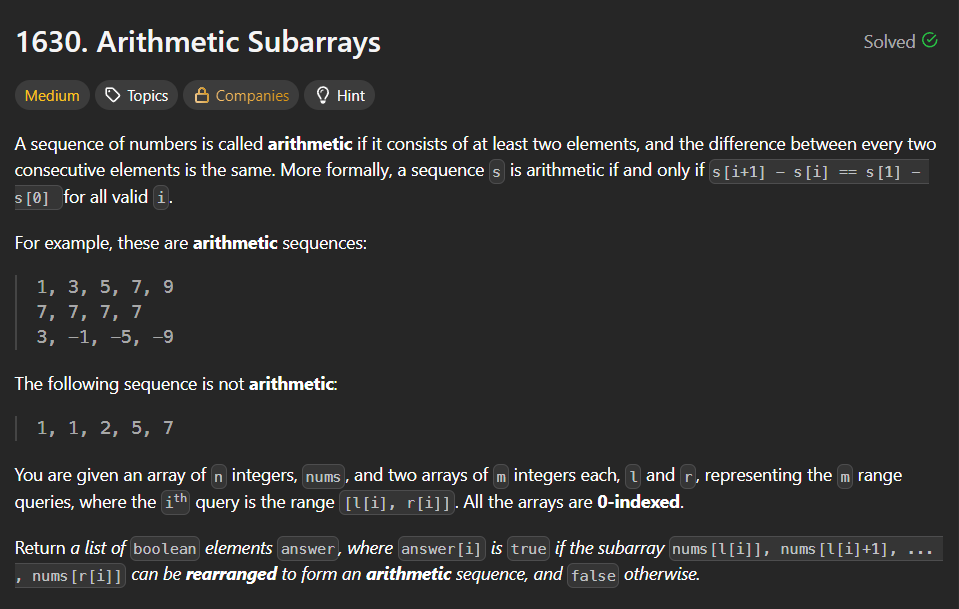 1630. Arithmetic Subarrays
Solved
Medium Topics Companies Hint
A sequence of numbers is called arithmetic if it consists of at least two elements, and the difference between every two
consecutive elements is the same. More formally, a sequence s is arithmetic if and only if s[i+1] − s[i] == s[1] −
s[0] for all valid i.
For example, these are arithmetic sequences:
1, 3, 5, 7, 9
7, 7, 7, 7
3, −1, −5, −9
The following sequence is not arithmetic:
1, 1, 2, 5, 7
You are given an array of n integers, nums, and two arrays of m integers each, l and r, representing the m range
queries, where the iᵗʰ query is the range [l[i], r[i]]. All the arrays are 0-indexed.
Return a list of boolean elements answer, where answer[i] is true if the subarray nums[l[i]], nums[l[i]+1], ...
, nums[r[i]] can be rearranged to form an arithmetic sequence, and false otherwise.